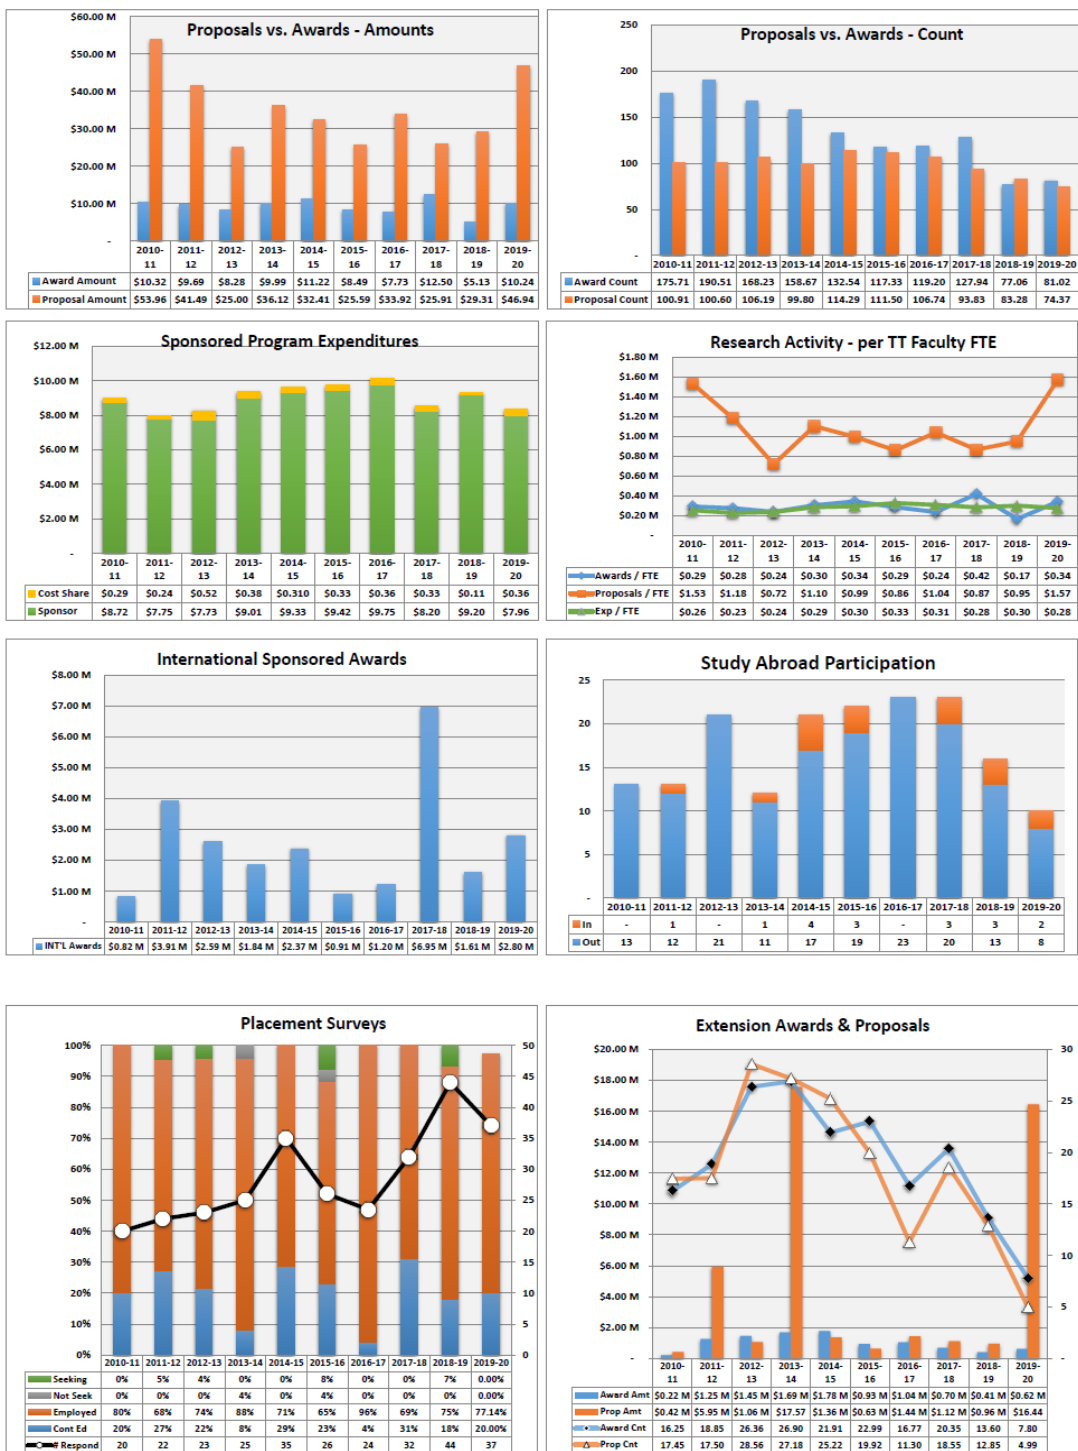 Proposals vs. Awards - Amounts
$60.00 M
$50.00 M
$40.00 M
$30.00 M
$20.00 M
$10.00 M
-
2010-11 2011-12 2012-13 2013-14 2014-15 2015-16 2016-17 2017-18 2018-19 2019-20
Award Amount $10.32 $9.69 $8.28 $9.99 $11.22 $8.49 $7.73 $12.50 $5.13 $10.24
Proposal Amount $53.96 $41.49 $25.00 $36.12 $32.41 $25.59 $33.92 $25.91 $29.31 $46.94
Proposals vs. Awards - Count
250
200
150
100
50
-
2010-11 2011-12 2012-13 2013-14 2014-15 2015-16 2016-17 2017-18 2018-19 2019-20
Award Count 175.71 190.51 168.23 158.67 132.54 117.33 119.20 127.94 77.06 81.02
Proposal Count 100.91 100.60 106.19 99.80 114.29 111.50 106.74 93.83 83.28 74.37
Sponsored Program Expenditures
$12.00 M
$10.00 M
$8.00 M
$6.00 M
$4.00 M
$2.00 M
-
2010-11 2011-12 2012-13 2013-14 2014-15 2015-16 2016-17 2017-18 2018-19 2019-20
Cost Share $0.29 $0.24 $0.52 $0.38 $0.310 $0.33 $0.36 $0.33 $0.11 $0.36
Sponsor $8.72 $7.75 $7.73 $9.01 $9.33 $9.42 $9.75 $8.20 $9.20 $7.96
Research Activity - per TT Faculty FTE
$1.80 M
$1.60 M
$1.40 M
$1.20 M
$1.00 M
$0.80 M
$0.60 M
$0.40 M
$0.20 M
-
2010-11 2011-12 2012-13 2013-14 2014-15 2015-16 2016-17 2017-18 2018-19 2019-20
Awards / FTE $0.29 $0.28 $0.24 $0.30 $0.34 $0.29 $0.24 $0.42 $0.17 $0.34
Proposals / FTE $1.53 $1.18 $0.72 $1.10 $0.99 $0.86 $1.04 $0.87 $0.95 $1.57
Exp / FTE $0.26 $0.23 $0.24 $0.29 $0.30 $0.33 $0.31 $0.28 $0.30 $0.28
International Sponsored Awards
$8.00 M
$7.00 M
$6.00 M
$5.00 M
$4.00 M
$3.00 M
$2.00 M
$1.00 M
-
2010-11 2011-12 2012-13 2013-14 2014-15 2015-16 2016-17 2017-18 2018-19 2019-20
INT'L Awards $0.82 M $3.91 M $2.59 M $1.84 M $2.37 M $0.91 M $1.20 M $6.95 M $1.61 M $2.80 M
Study Abroad Participation
25
20
15
10
5
-
2010-11 2011-12 2012-13 2013-14 2014-15 2015-16 2016-17 2017-18 2018-19 2019-20
In - 1 - 1 4 3 - 3 3 2
Out 13 12 21 11 17 19 23 20 13 8
Placement Surveys
100% 50
90% 45
80% 40
70% 35
60% 30
50% 25
40% 20
30% 15
20% 10
10% 5
0% 0
2010-11 2011-12 2012-13 2013-14 2014-15 2015-16 2016-17 2017-18 2018-19 2019-20
Seeking 0% 5% 4% 0% 0% 8% 0% 0% 7% 0.00%
Not Seek 0% 0% 0% 4% 0% 4% 0% 0% 0% 0.00%
Employed 80% 68% 74% 88% 71% 65% 96% 69% 75% 77.14%
Cont Ed 20% 27% 22% 8% 29% 23% 4% 31% 18% 20.00%
# Respond 20 22 23 25 35 26 24 32 44 37
Extension Awards & Proposals
$20.00 M 30
$18.00 M
$16.00 M 25
$14.00 M
$12.00 M 20
$10.00 M 15
$8.00 M
$6.00 M 10
$4.00 M
$2.00 M 5
- -
2010-11 2011-12 2012-13 2013-14 2014-15 2015-16 2016-17 2017-18 2018-19 2019-20
Award Amt $0.22 M $1.25 M $1.45 M $1.69 M $1.78 M $0.93 M $1.04 M $0.70 M $0.41 M $0.62 M
Prop Amt $0.42 M $5.95 M $1.06 M $17.57 $1.36 M $0.63 M $1.44 M $1.12 M $0.96 M $16.44
Award Cnt 16.25 18.85 26.36 26.90 21.91 22.99 16.77 20.35 13.60 7.80
Prop Cnt 17.45 17.50 28.56 27.18 25.22 19.92 11.30 18.55 12.85 4.99